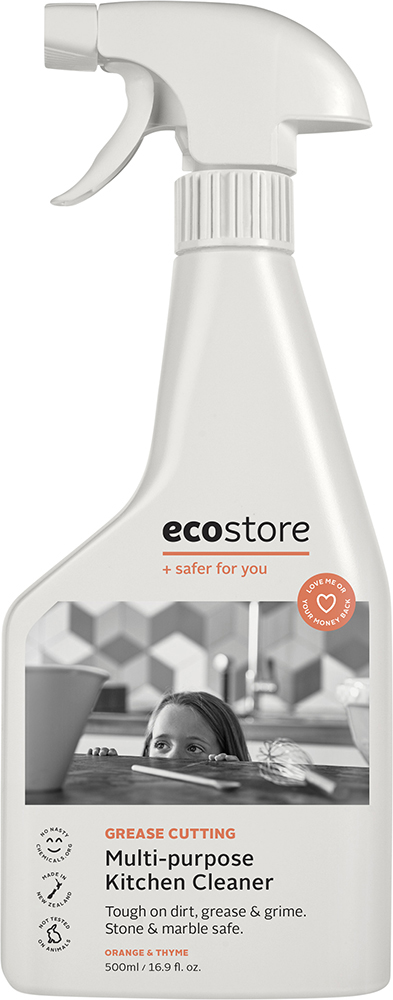 ecostore
+ safer for you
LOVE ME OR
YOUR MONEY BACK
GREASE CUTTING
Multi-purpose
Kitchen Cleaner
Tough on dirt, grease & grime.
Stone & marble safe.
ORANGE & THYME
500ml / 16.9 fl. oz.
NO NASTY
CHEMICALS.ORG
MADE IN
NEW ZEALAND
NOT TESTED
ON ANIMALS